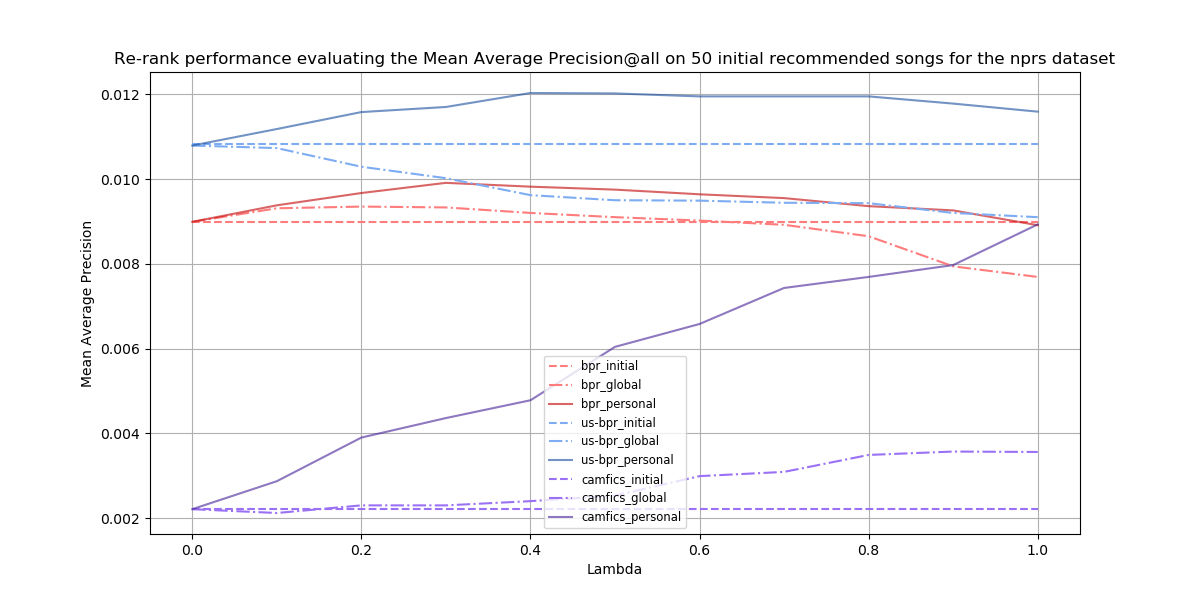 Re-rank performance evaluating the Mean Average Precision@all on 50 initial recommended songs for the nprs dataset
Mean Average Precision
0.012
0.010
0.008
0.006
0.004
0.002
bpr_initial
bpr_global
bpr_personal
us-bpr_initial
us-bpr_global
us-bpr_personal
camfics_initial
camfics_global
camfics_personal
0.0 0.2 0.4 0.6 0.8 1.0
Lambda